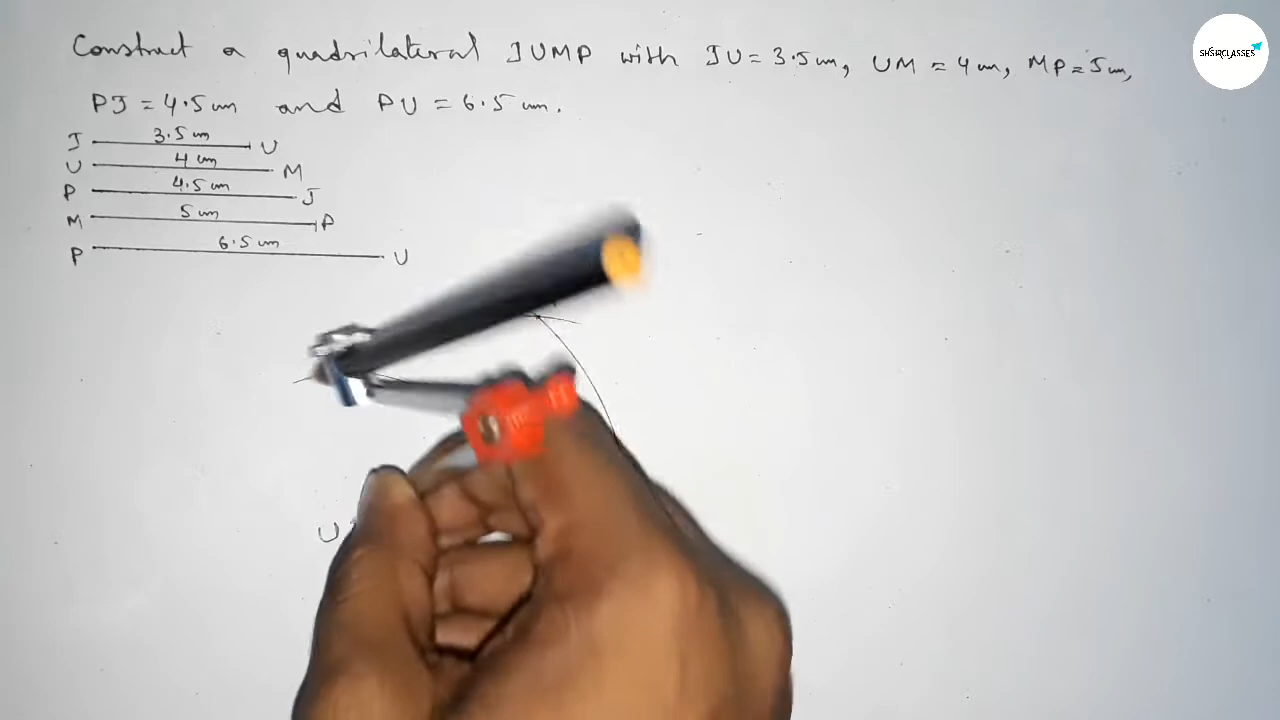 Construct a quadrilateral JUMP with JU = 3.5 cm, UM = 4 cm, MP = 5 cm,
PJ = 4.5 cm and PU = 6.5 cm.
J 3.5 cm U
U 4 cm M
P 4.5 cm J
M 5 cm P
P 6.5 cm U
U
SHSIRCLASSES